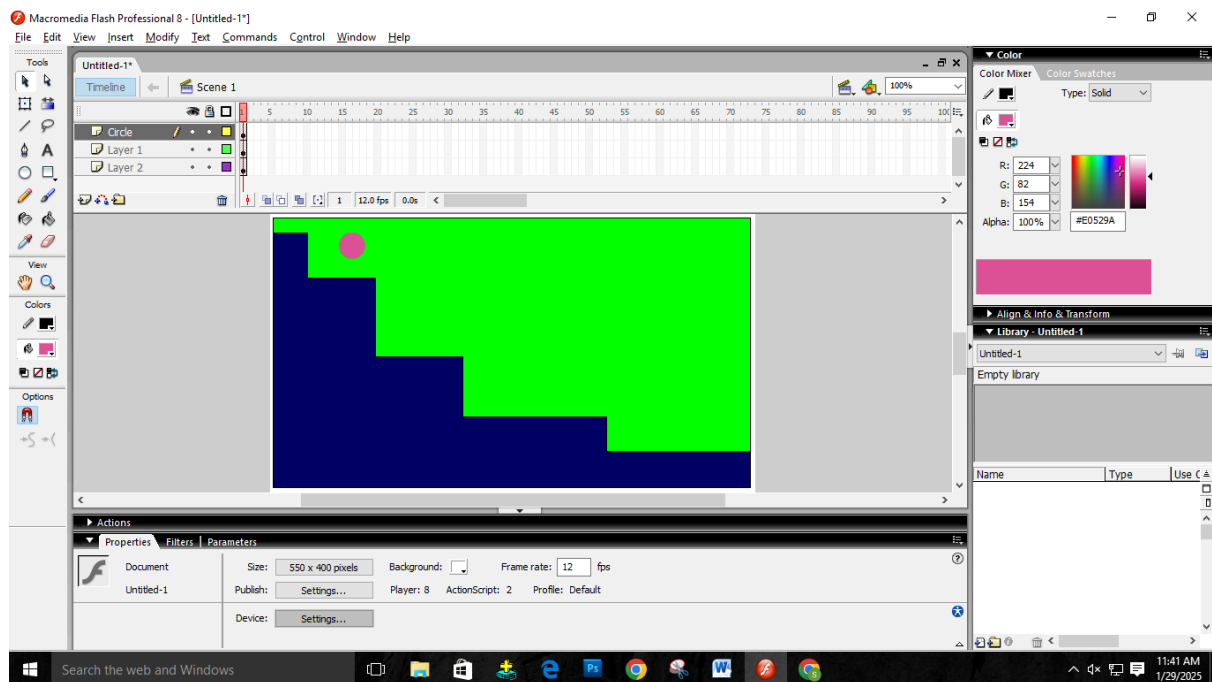 Macromedia Flash Professional 8 - [Untitled-1*]
File Edit View Insert Modify Text Commands Control Window Help
Tools
View
Colors
Options
Untitled-1*
Timeline Scene 1 100%
1 5 10 15 20 25 30 35 40 45 50 55 60 65 70 75 80 85 90 95 100
Circle
Layer 1
Layer 2
1 12.0 fps 0.0s
Color
Color Mixer Color Swatches
Type: Solid
R: 224
G: 82
B: 154
Alpha: 100% #E0529A
Align & Info & Transform
Library - Untitled-1
Untitled-1
Empty library
Name Type Use C
Actions
Properties Filters Parameters
Document Size: 550 x 400 pixels Background: Frame rate: 12 fps
Untitled-1 Publish: Settings... Player: 8 ActionScript: 2 Profile: Default
Device: Settings...
Search the web and Windows
Ps
W
11:41 AM
1/29/2025